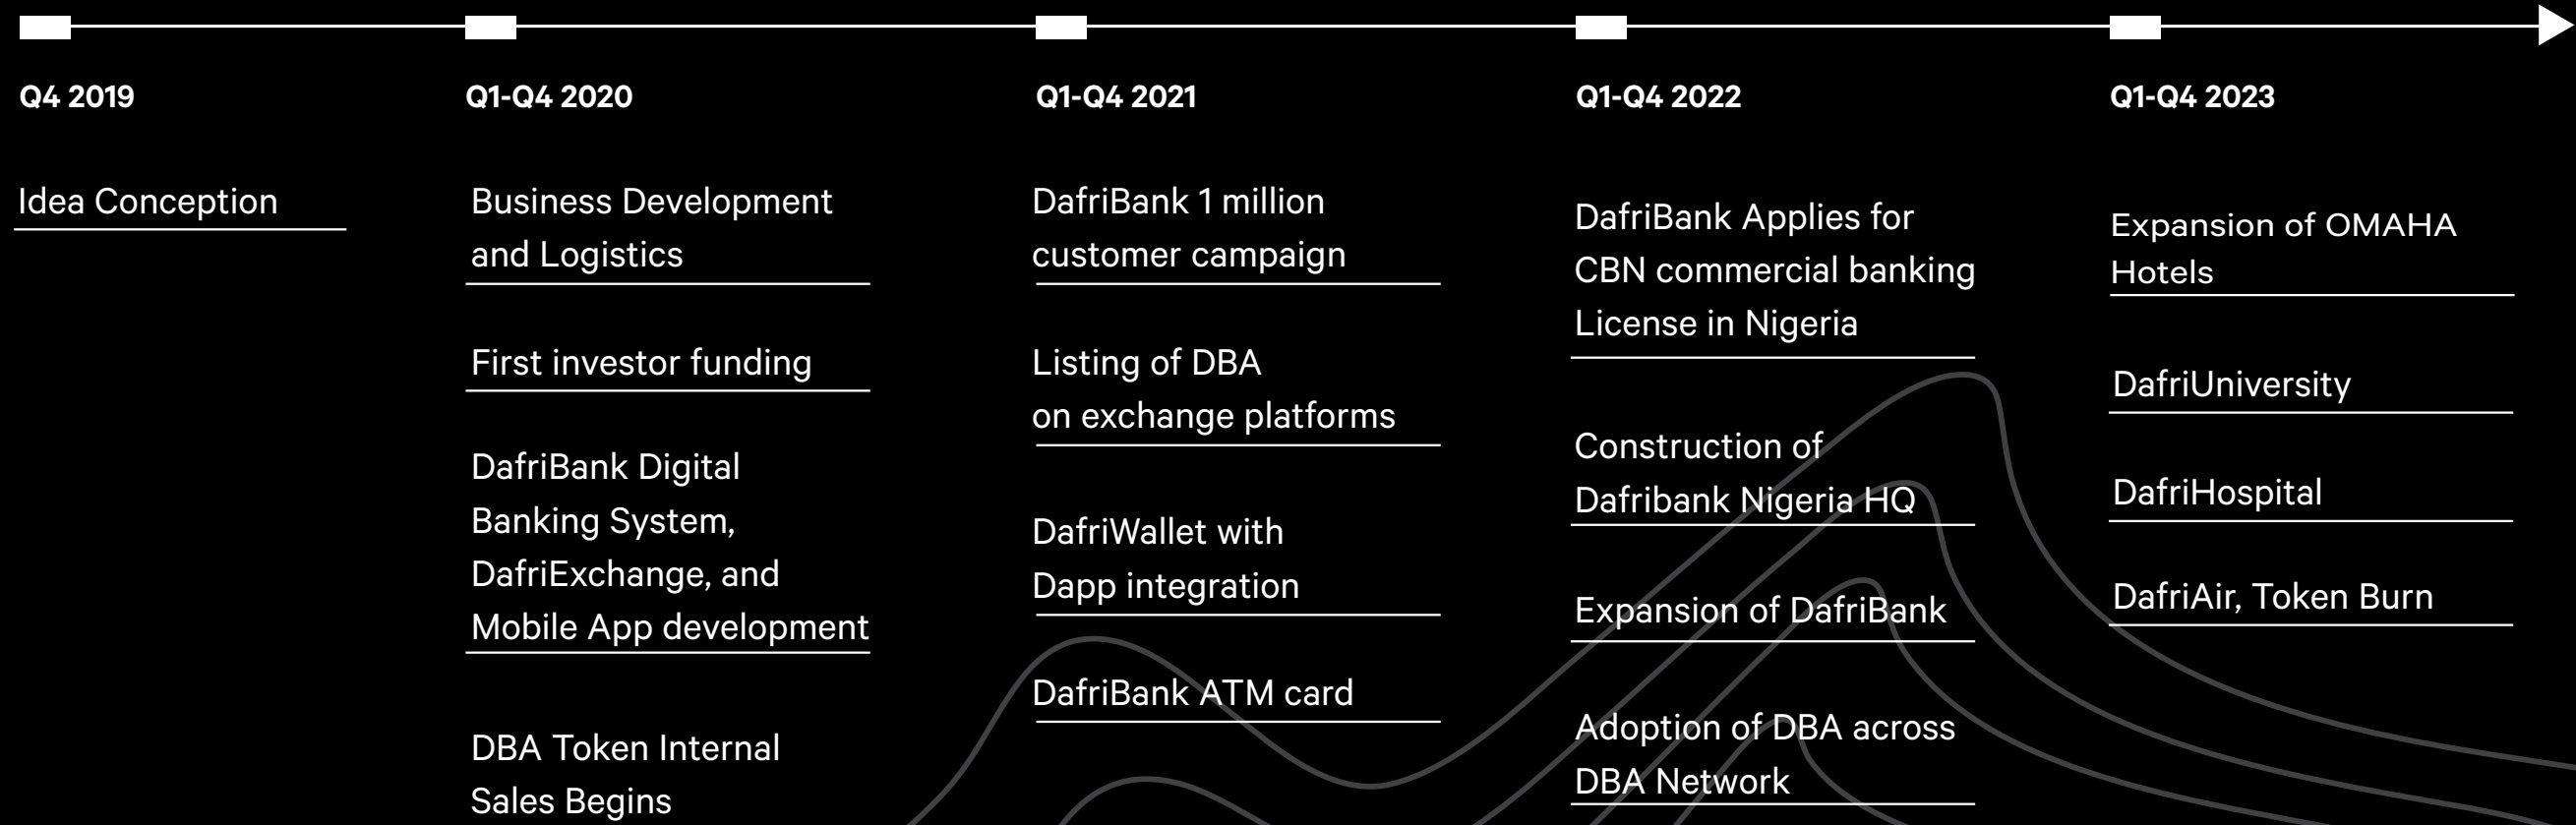 Q4 2019
Idea Conception
Q1-Q4 2020
Business Development
and Logistics
First investor funding
DafriBank Digital
Banking System,
DafriExchange, and
Mobile App development
DBA Token Internal
Sales Begins
Q1-Q4 2021
DafriBank 1 million
customer campaign
Listing of DBA
on exchange platforms
DafriWallet with
Dapp integration
DafriBank ATM card
Q1-Q4 2022
DafriBank Applies for
CBN commercial banking
License in Nigeria
Construction of
Dafribank Nigeria HQ
Expansion of DafriBank
Adoption of DBA across
DBA Network
Q1-Q4 2023
Expansion of OMAHA
Hotels
DafriUniversity
DafriHospital
DafriAir, Token Burn